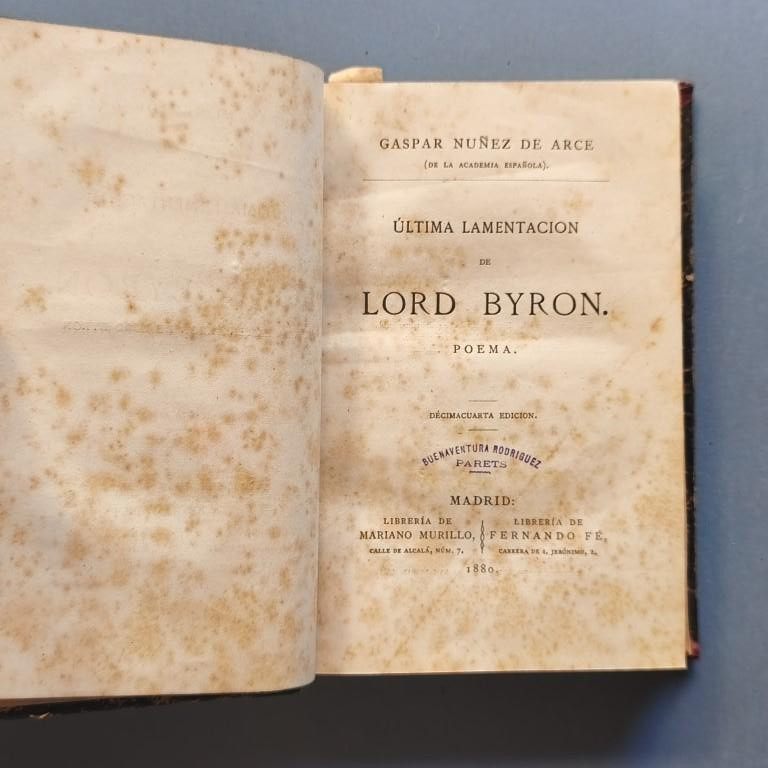 GASPAR NUÑEZ DE ARCE
(DE LA ACADEMIA ESPAÑOLA).
ÚLTIMA LAMENTACION
DE
LORD BYRON.
POEMA.
DÉCIMACUARTA EDICION.
BUENAVENTURA RODRIGUEZ
PARETS
MADRID:
LIBRERÍA DE
MARIANO MURILLO,
CALLE DE ALCALÁ, NÚM. 7.
LIBRERÍA DE
FERNANDO FÉ,
CARRERA DE S. JERÓNIMO, 2.
1880.